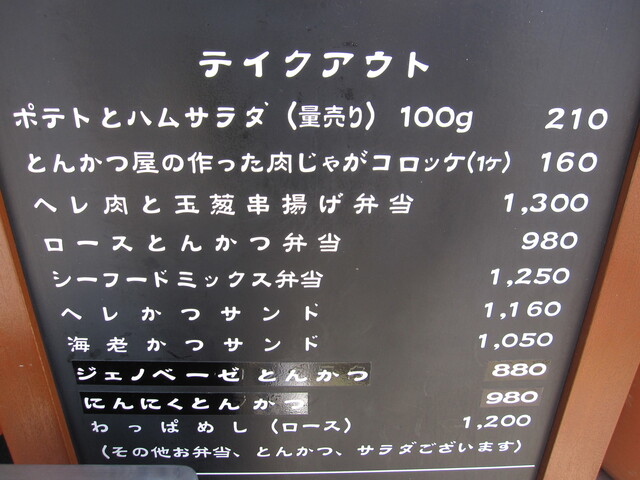 テイクアウト
ポテトとハムサラダ（量売り）100g 210
とんかつ屋の作った肉じゃがコロッケ(1ケ) 160
ヘレ肉と玉葱串揚げ弁当 1,300
ロースとんかつ弁当 980
シーフードミックス弁当 1,250
ヘレかつサンド 1,160
海老かつサンド 1,050
ジェノベーゼとんかつ 880
にんにくとんかつ 980
わっぱめし（ロース） 1,200
（その他お弁当、とんかつ、サラダございます）